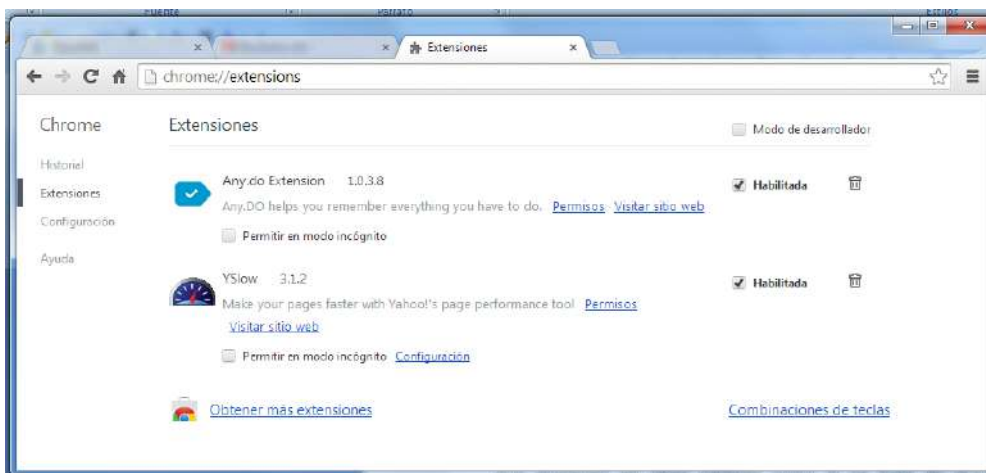 Fuente
Párrafo
Estilos
Extensiones
chrome://extensions
Chrome
Extensiones
Modo de desarrollador
Historial
Extensiones
Configuración
Ayuda
Any.do Extension 1.0.3.8
Habilitada
Any.DO helps you remember everything you have to do. Permisos Visitar sitio web
Permitir en modo incógnito
YSlow 3.1.2
Habilitada
Make your pages faster with Yahoo!'s page performance tool Permisos
Visitar sitio web
Permitir en modo incógnito Configuración
Obtener más extensiones
Combinaciones de teclas